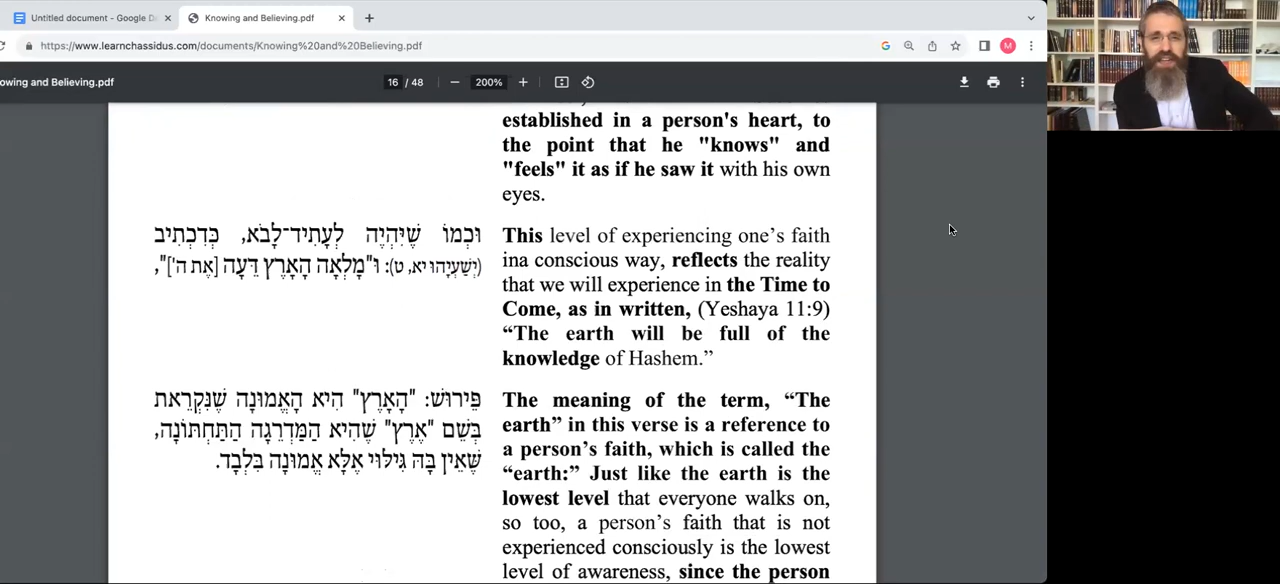 Undocumented document - Google D
Knowing and Believing.pdf
https://www.learnchassidus.com/documents/Knowing%20and%20Believing.pdf
M
owing and Believing.pdf
16 / 48
200%
established in a person's heart, to
the point that he "knows" and
"feels" it as if he saw it with his own
eyes.
וּכְמוֹ שֶׁיִּהְיֶה לְעָתִיד־לָבֹא, כְּדִכְתִיב
(יְשַׁעְיָהוּ יא, ט): וּ"מָלְאָה הָאָרֶץ דֵּעָה [אֶת ה']",
This level of experiencing one’s faith
ina conscious way, reflects the reality
that we will experience in the Time to
Come, as in written, (Yeshaya 11:9)
“The earth will be full of the
knowledge of Hashem.”
פֵּירוּשׁ: "הָאָרֶץ" הִיא הָאֱמוּנָה שֶׁנִּקְרֵאת
בְּשֵׁם "אֶרֶץ" שֶׁהִיא הַמַּדְרֵגָה הַתַּחְתּוֹנָה,
שֶׁאֵין בָּהּ גִּילּוּי אֶלָּא אֱמוּנָה בִּלְבָד.
The meaning of the term, “The
earth” in this verse is a reference to
a person’s faith, which is called the
“earth:” Just like the earth is the
lowest level that everyone walks on,
so too, a person’s faith that is not
experienced consciously is the lowest
level of awareness, since the person